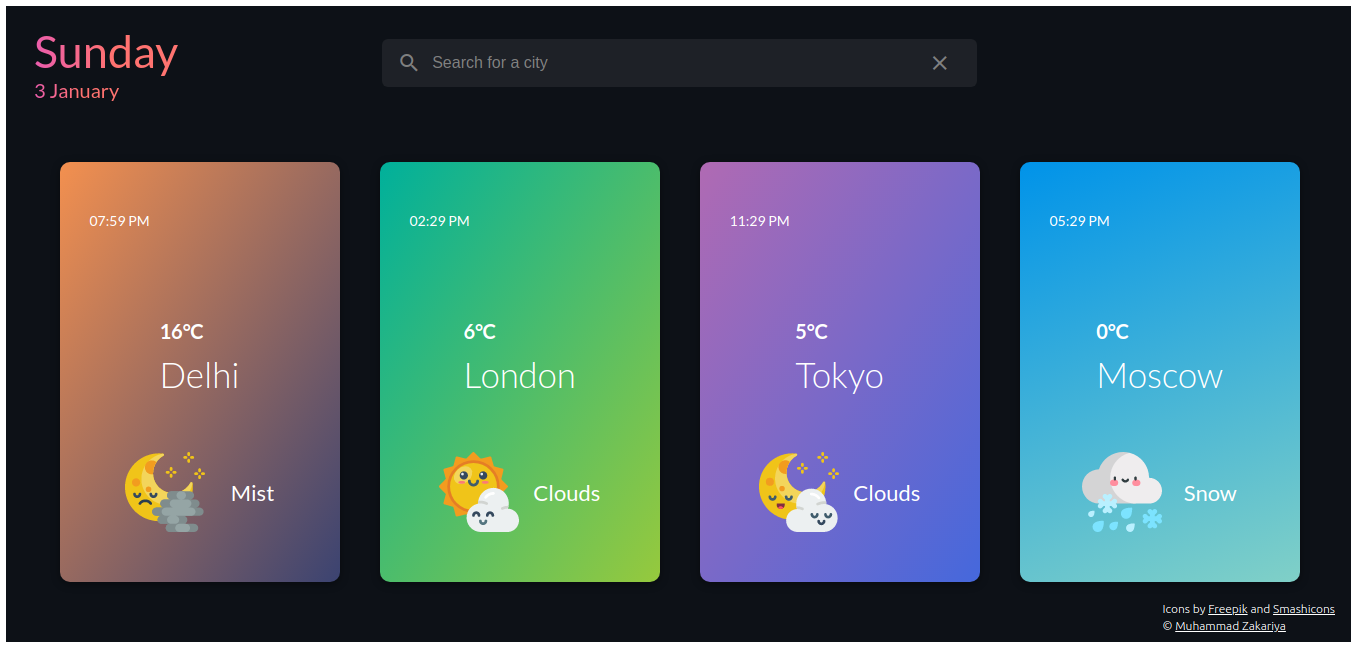 Sunday
3 January
Search for a city
07:59 PM
16°C
Delhi
Mist
02:29 PM
6°C
London
Clouds
11:29 PM
5°C
Tokyo
Clouds
05:29 PM
0°C
Moscow
Snow
Icons by Freepik and Smashicons
© Muhammad Zakariya